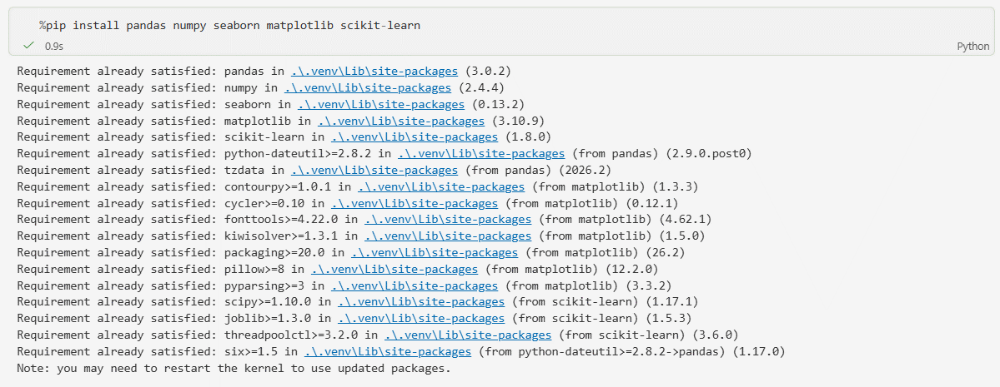 %pip install pandas numpy seaborn matplotlib scikit-learn
0.9s
Python
Requirement already satisfied: pandas in .\.venv\Lib\site-packages (3.0.2)
Requirement already satisfied: numpy in .\.venv\Lib\site-packages (2.4.4)
Requirement already satisfied: seaborn in .\.venv\Lib\site-packages (0.13.2)
Requirement already satisfied: matplotlib in .\.venv\Lib\site-packages (3.10.9)
Requirement already satisfied: scikit-learn in .\.venv\Lib\site-packages (1.8.0)
Requirement already satisfied: python-dateutil>=2.8.2 in .\.venv\Lib\site-packages (from pandas) (2.9.0.post0)
Requirement already satisfied: tzdata in .\.venv\Lib\site-packages (from pandas) (2026.2)
Requirement already satisfied: contourpy>=1.0.1 in .\.venv\Lib\site-packages (from matplotlib) (1.3.3)
Requirement already satisfied: cycler>=0.10 in .\.venv\Lib\site-packages (from matplotlib) (0.12.1)
Requirement already satisfied: fonttools>=4.22.0 in .\.venv\Lib\site-packages (from matplotlib) (4.62.1)
Requirement already satisfied: kiwisolver>=1.3.1 in .\.venv\Lib\site-packages (from matplotlib) (1.5.0)
Requirement already satisfied: packaging>=20.0 in .\.venv\Lib\site-packages (from matplotlib) (26.2)
Requirement already satisfied: pillow>=8 in .\.venv\Lib\site-packages (from matplotlib) (12.2.0)
Requirement already satisfied: pyparsing>=3 in .\.venv\Lib\site-packages (from matplotlib) (3.3.2)
Requirement already satisfied: scipy>=1.10.0 in .\.venv\Lib\site-packages (from scikit-learn) (1.17.1)
Requirement already satisfied: joblib>=1.3.0 in .\.venv\Lib\site-packages (from scikit-learn) (1.5.3)
Requirement already satisfied: threadpoolctl>=3.2.0 in .\.venv\Lib\site-packages (from scikit-learn) (3.6.0)
Requirement already satisfied: six>=1.5 in .\.venv\Lib\site-packages (from python-dateutil>=2.8.2->pandas) (1.17.0)
Note: you may need to restart the kernel to use updated packages.